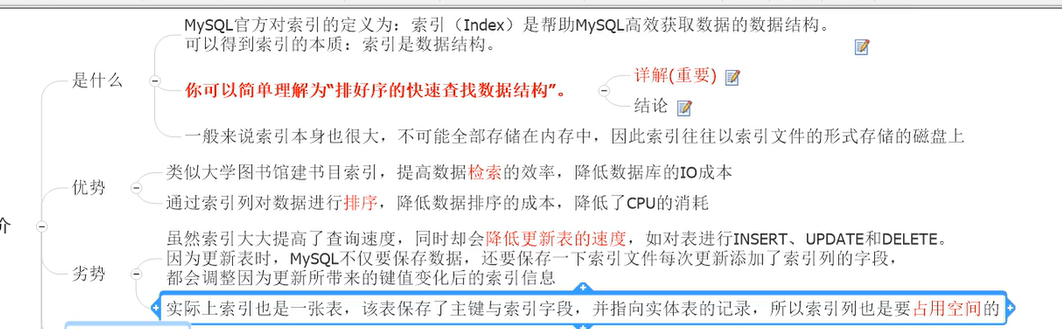 MySQL官方对索引的定义为：索引（Index）是帮助MySQL高效获取数据的数据结构。
可以得到索引的本质：索引是数据结构。
是什么
你可以简单理解为“排好序的快速查找数据结构”。
详解(重要)
结论
一般来说索引本身也很大，不可能全部存储在内存中，因此索引往往以索引文件的形式存储的磁盘上
类似大学图书馆建书目索引，提高数据检索的效率，降低数据库的IO成本
优势
通过索引列对数据进行排序，降低数据排序的成本，降低了CPU的消耗
介
虽然索引大大提高了查询速度，同时却会降低更新表的速度，如对表进行INSERT、UPDATE和DELETE。
因为更新表时，MySQL不仅要保存数据，还要保存一下索引文件每次更新添加了索引列的字段，
都会调整因为更新所带来的键值变化后的索引信息
劣势
实际上索引也是一张表，该表保存了主键与索引字段，并指向实体表的记录，所以索引列也是要占用空间的